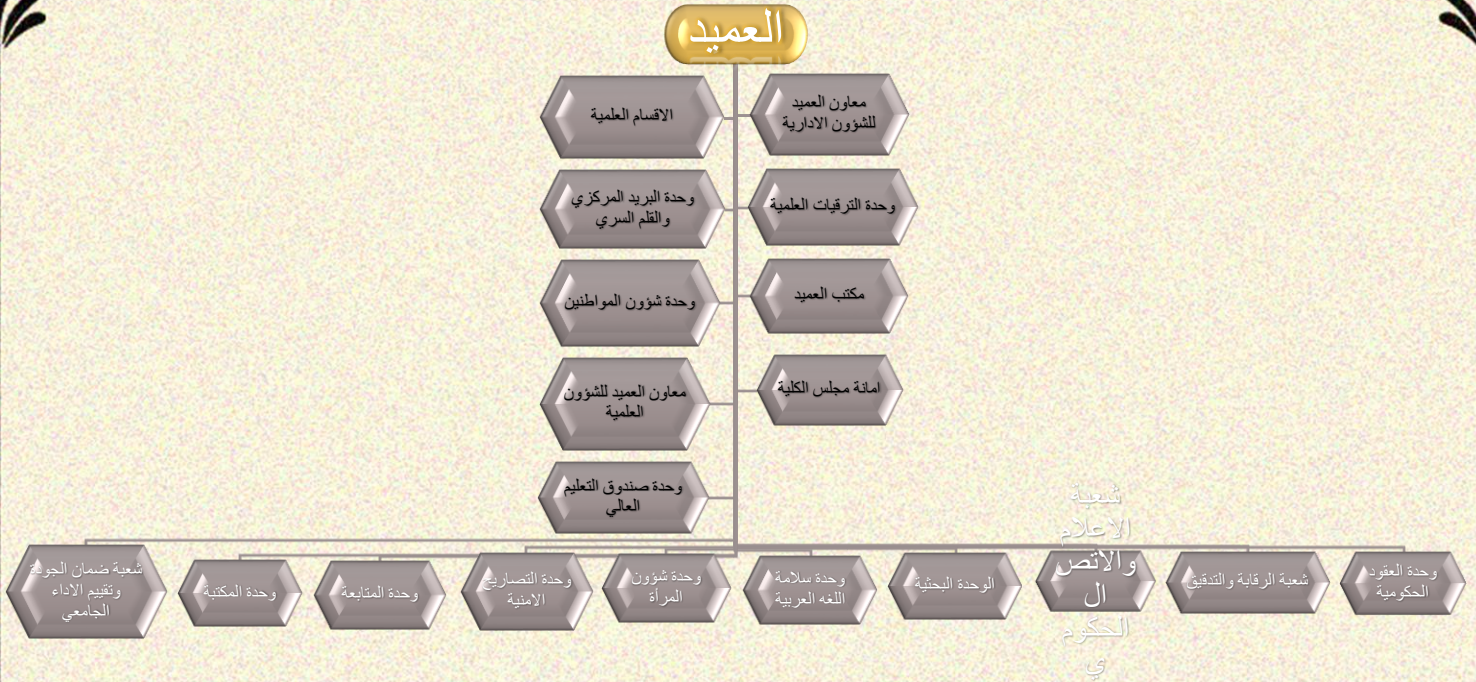 العميد
معاون العميد
للشؤون الادارية
الاقسام العلمية
وحدة الترقيات العلمية
وحدة البريد المركزي
والقلم السري
مكتب العميد
وحدة شؤون المواطنين
امانة مجلس الكلية
معاون العميد للشؤون
العلمية
وحدة صندوق التعليم
العالي
وحدة العقود
الحكومية
شعبة الرقابة والتدقيق
شعبة
الاعلام
والاتص
ال
الحكوم
ي
الوحدة البحثية
وحدة سلامة
اللغه العربية
وحدة شؤون
المرأة
وحدة التصاريح
الامنية
وحدة المتابعة
وحدة المكتبة
شعبة ضمان الجودة
وتقييم الاداء
الجامعي